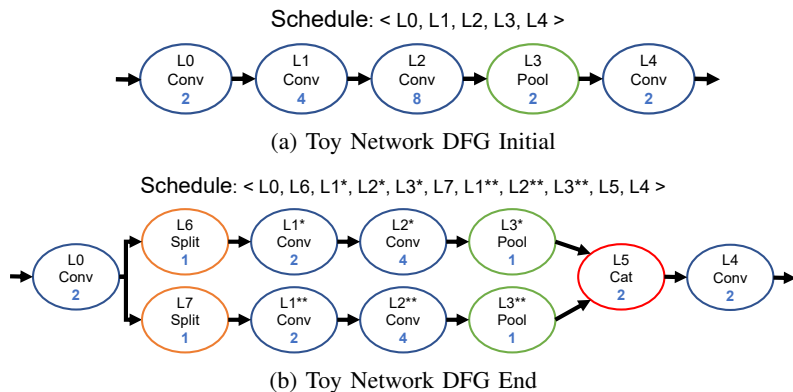 Schedule: < L0, L1, L2, L3, L4 >
L0 Conv 2
L1 Conv 4
L2 Conv 8
L3 Pool 2
L4 Conv 2
(a) Toy Network DFG Initial
Schedule: < L0, L6, L1*, L2*, L3*, L7, L1**, L2**, L3**, L5, L4 >
L0 Conv 2
L6 Split 1
L1* Conv 2
L2* Conv 4
L3* Pool 1
L7 Split 1
L1** Conv 2
L2** Conv 4
L3** Pool 1
L5 Cat 2
L4 Conv 2
(b) Toy Network DFG End